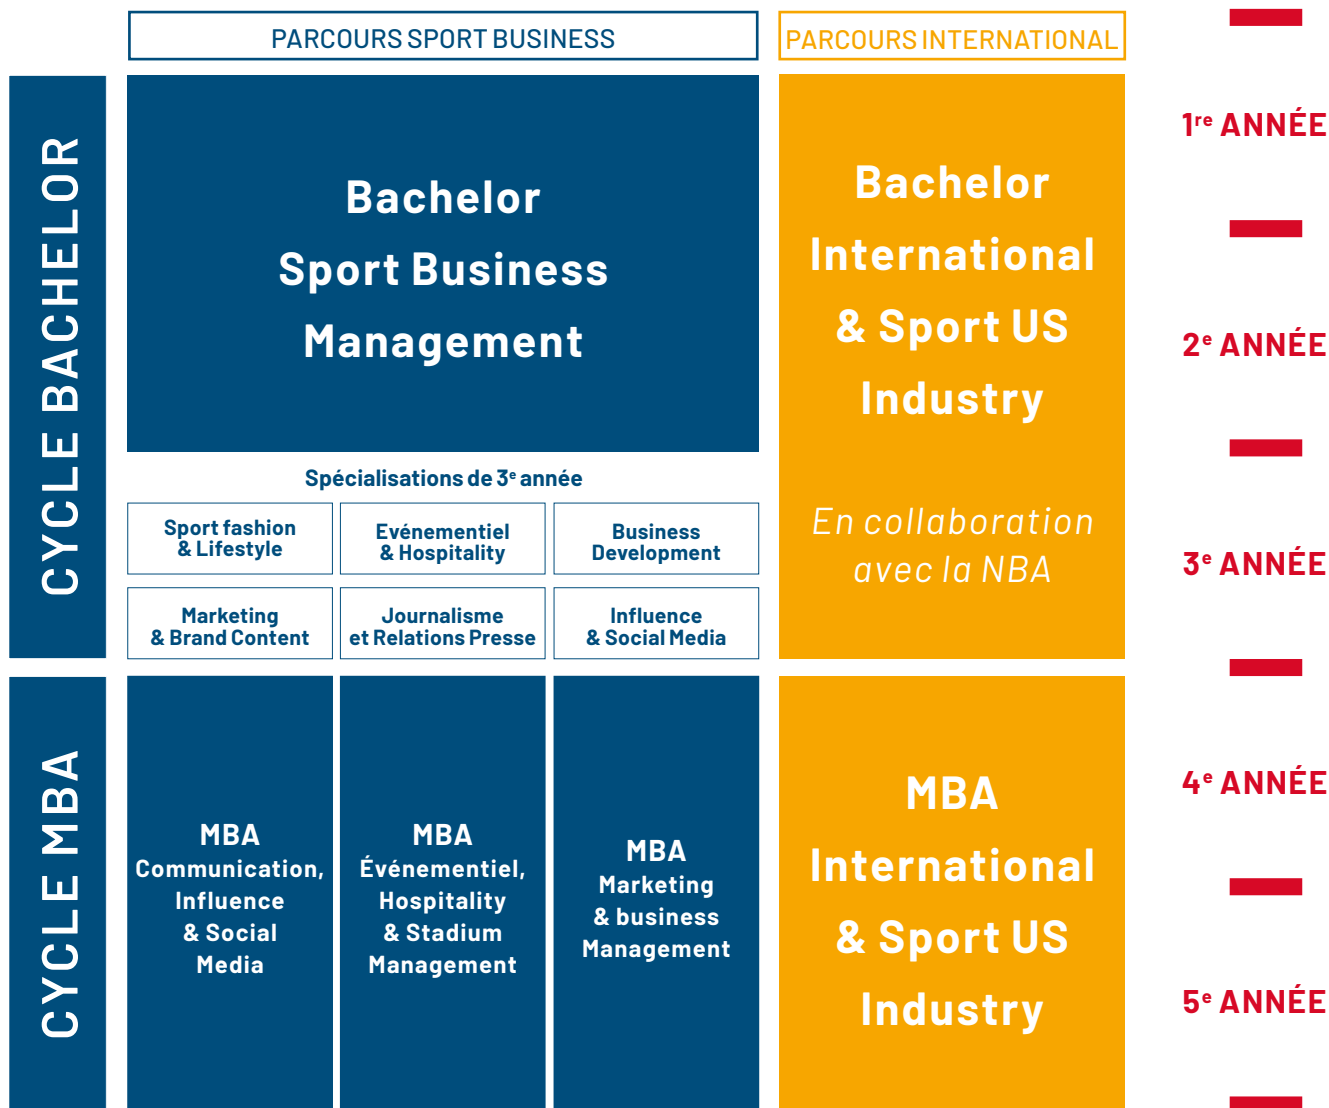 PARCOURS SPORT BUSINESS
PARCOURS INTERNATIONAL
CYCLE BACHELOR
Bachelor
Sport Business
Management
Bachelor
International
& Sport US
Industry
En collaboration
avec la NBA
1re ANNÉE
2e ANNÉE
3e ANNÉE
Spécialisations de 3e année
Sport fashion
& Lifestyle
Evénementiel
& Hospitality
Business
Development
Marketing
& Brand Content
Journalisme
et Relations Presse
Influence
& Social Media
CYCLE MBA
MBA
Communication,
Influence
& Social
Media
MBA
Événementiel,
Hospitality
& Stadium
Management
MBA
Marketing
& business
Management
MBA
International
& Sport US
Industry
4e ANNÉE
5e ANNÉE